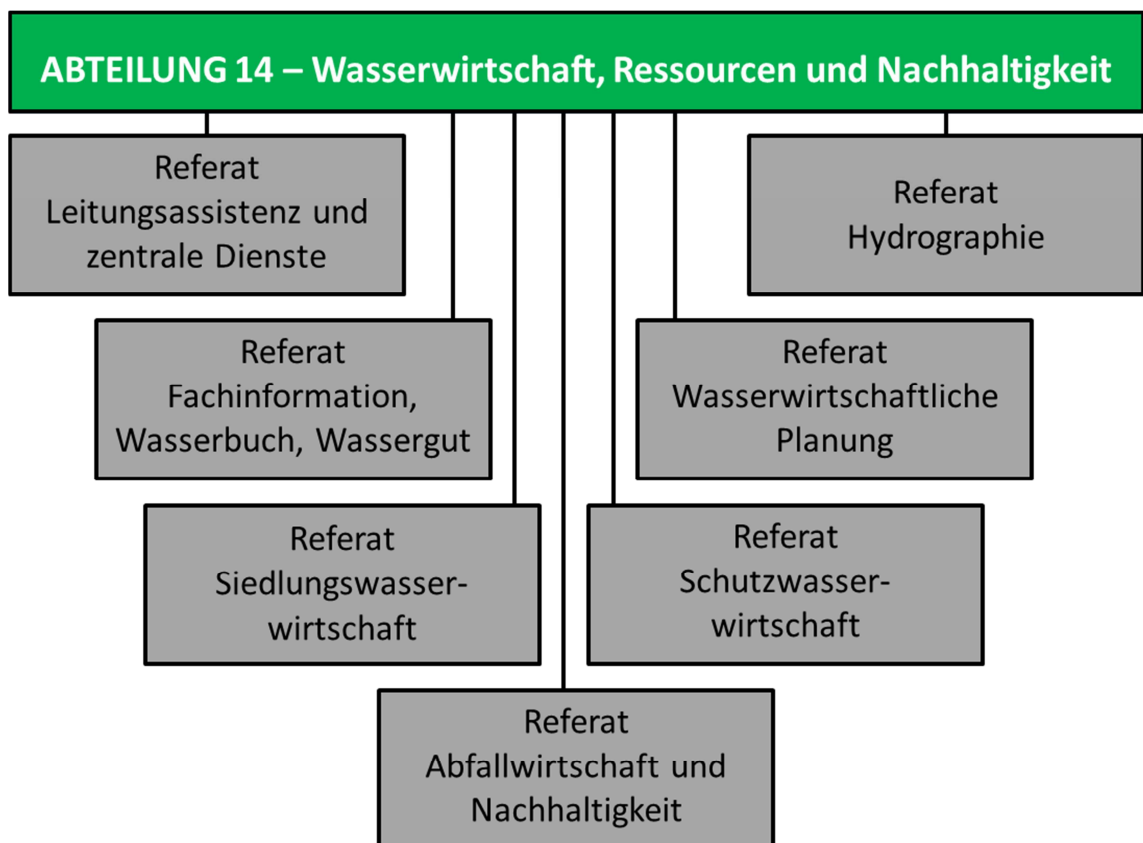 ABTEILUNG 14 – Wasserwirtschaft, Ressourcen und Nachhaltigkeit
Referat
Leitungsassistenz und
zentrale Dienste
Referat
Hydrographie
Referat
Fachinformation,
Wasserbuch, Wassergut
Referat
Wasserwirtschaftliche
Planung
Referat
Siedlungswasser-
wirtschaft
Referat
Schutzwasser-
wirtschaft
Referat
Abfallwirtschaft und
Nachhaltigkeit